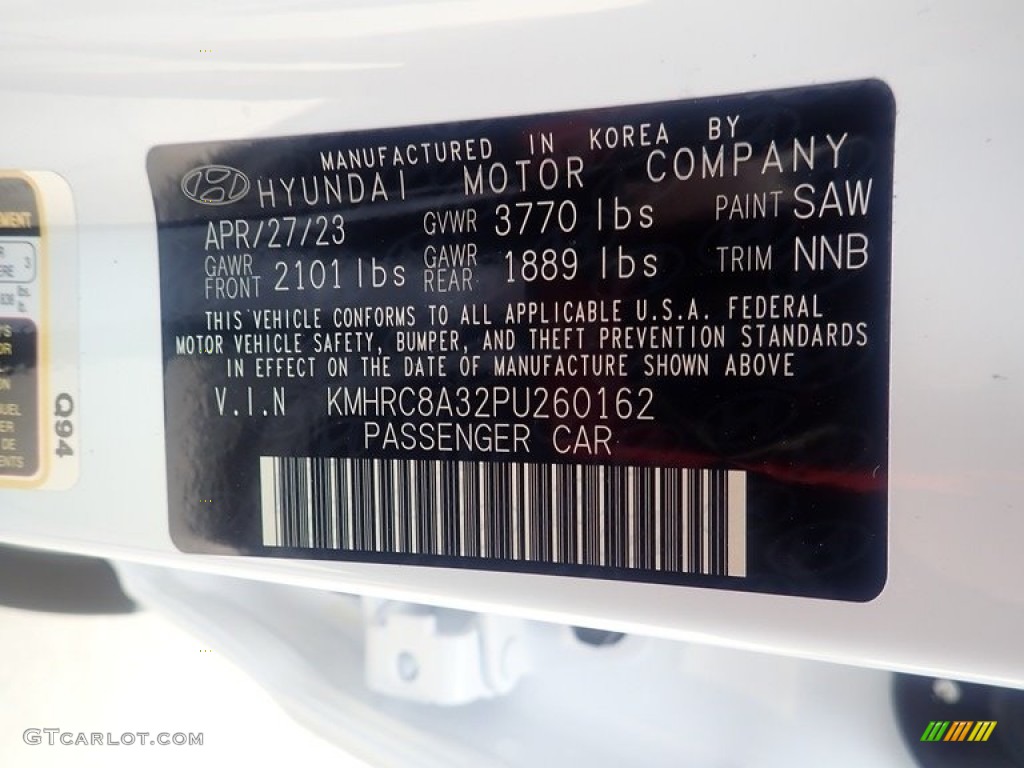 MANUFACTURED IN KOREA BY
HYUNDAI MOTOR COMPANY
APR/27/23 GVWR 3770 lbs PAINT SAW
GAWR FRONT 2101 lbs GAWR REAR 1889 lbs TRIM NNB
THIS VEHICLE CONFORMS TO ALL APPLICABLE U.S.A. FEDERAL
MOTOR VEHICLE SAFETY, BUMPER, AND THEFT PREVENTION STANDARDS
IN EFFECT ON THE DATE OF MANUFACTURE SHOWN ABOVE
V.I.N KMHRC8A32PU260162
PASSENGER CAR
Q94
GTCARLOT.COM